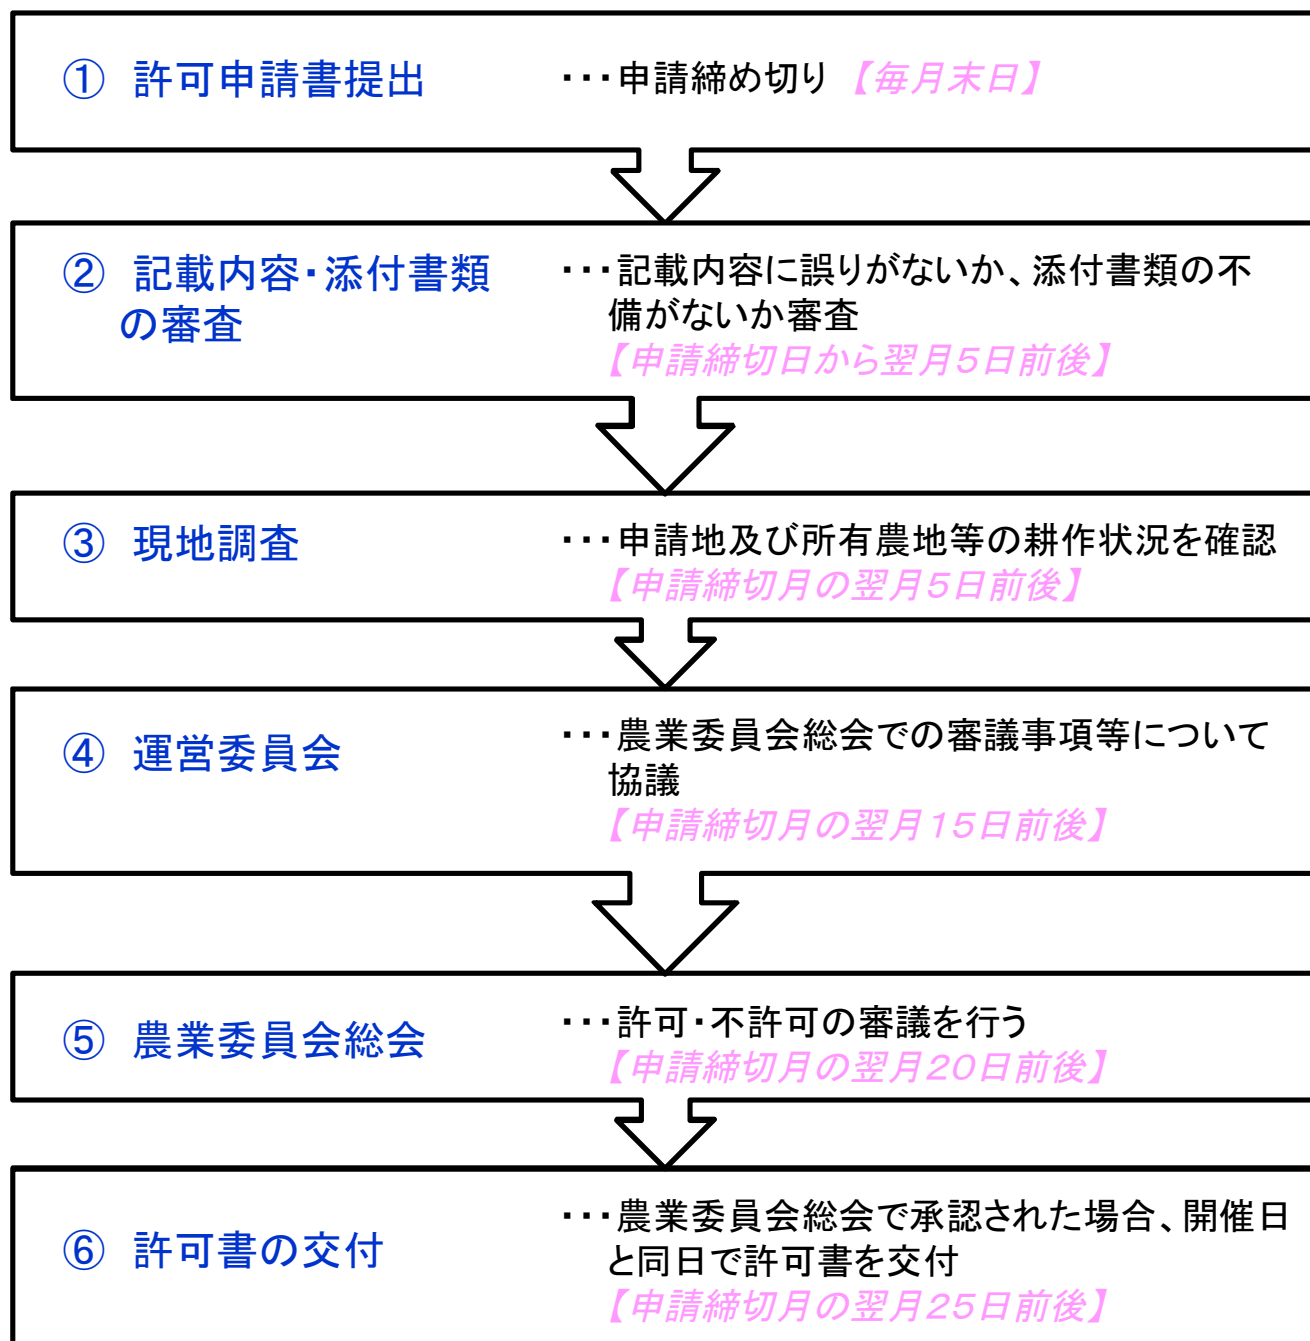 ① 許可申請書提出 ・・・申請締め切り 【毎月末日】
② 記載内容・添付書類
の審査
・・・記載内容に誤りがないか、添付書類の不
備がないか審査
【申請締切日から翌月5日前後】
③ 現地調査
・・・申請地及び所有農地等の耕作状況を確認
【申請締切月の翌月5日前後】
④ 運営委員会
・・・農業委員会総会での審議事項等について
協議
【申請締切月の翌月15日前後】
⑤ 農業委員会総会
・・・許可・不許可の審議を行う
【申請締切月の翌月20日前後】
⑥ 許可書の交付
・・・農業委員会総会で承認された場合、開催日
と同日で許可書を交付
【申請締切月の翌月25日前後】